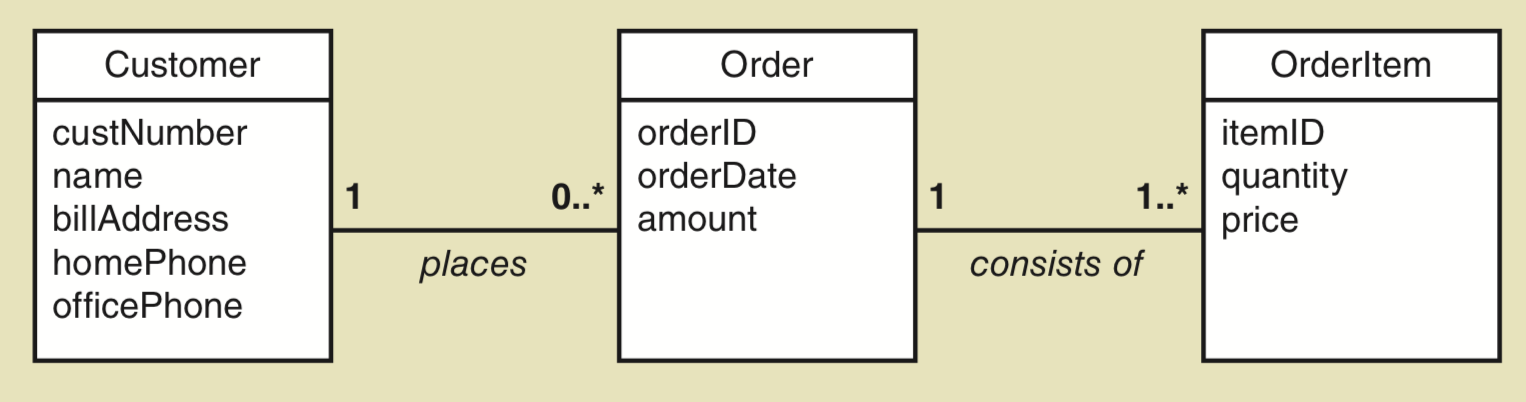 Customer
custNumber
name
billAddress
homePhone
officePhone
1
0..*
places
Order
orderID
orderDate
amount
1
1..*
consists of
OrderItem
itemID
quantity
price